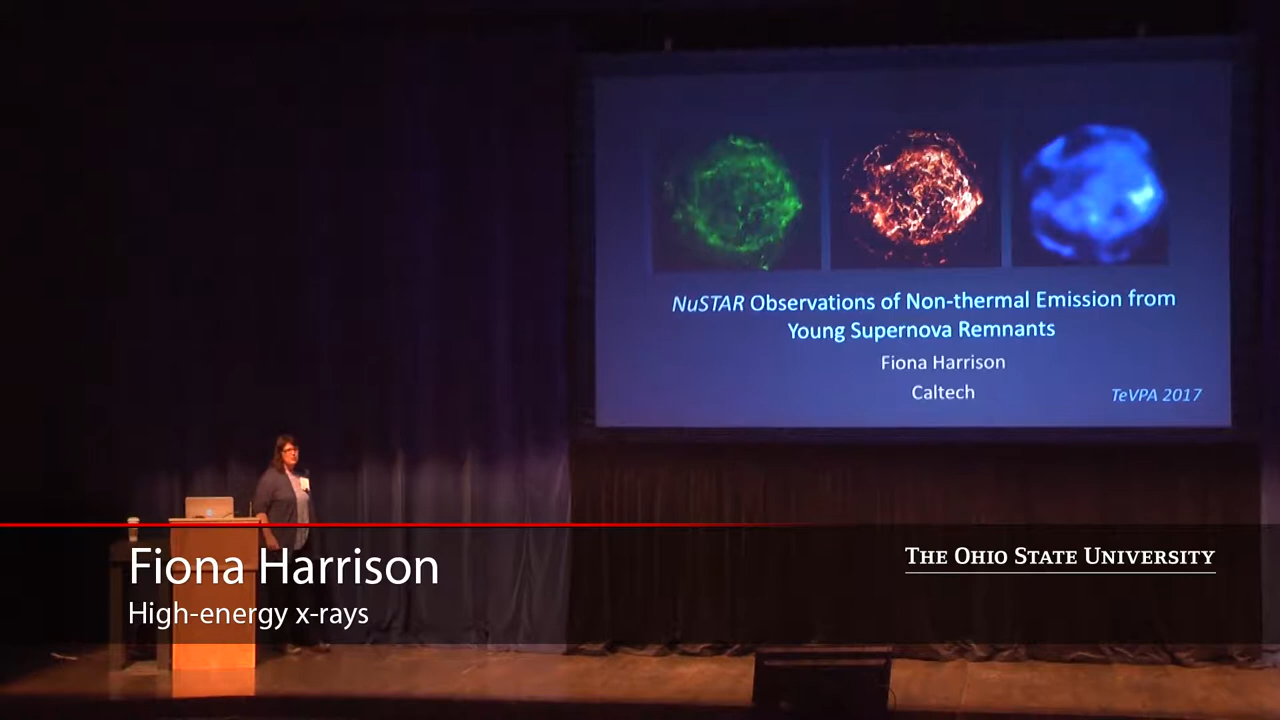 NuSTAR Observations of Non-thermal Emission from
Young Supernova Remnants
Fiona Harrison
Caltech
TeVPA 2017
Fiona Harrison
High-energy x-rays
THE OHIO STATE UNIVERSITY